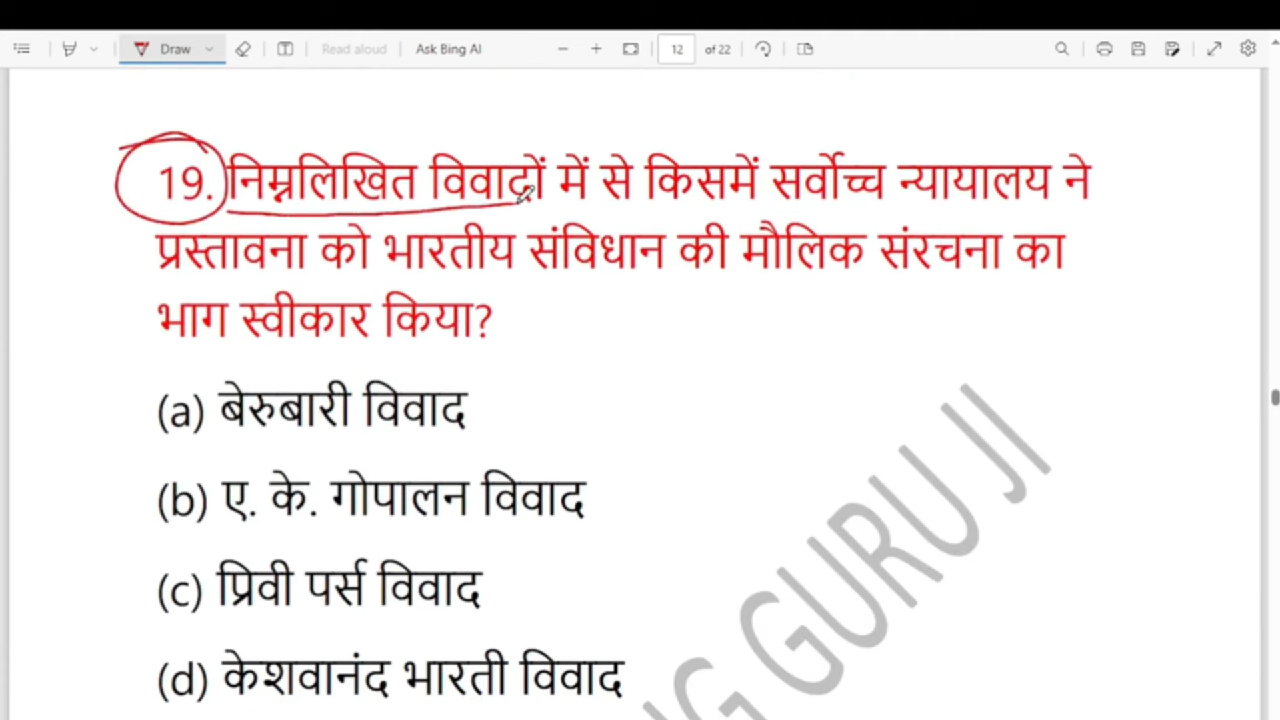 Draw
Read aloud
Ask Bing AI
12
of 22
19. निम्नलिखित विवादों में से किसमें सर्वोच्च न्यायालय ने
प्रस्तावना को भारतीय संविधान की मौलिक संरचना का
भाग स्वीकार किया?
(a) बेरुबारी विवाद
(b) ए. के. गोपालन विवाद
(c) प्रिवी पर्स विवाद
(d) केशवानंद भारती विवाद
GURU JI